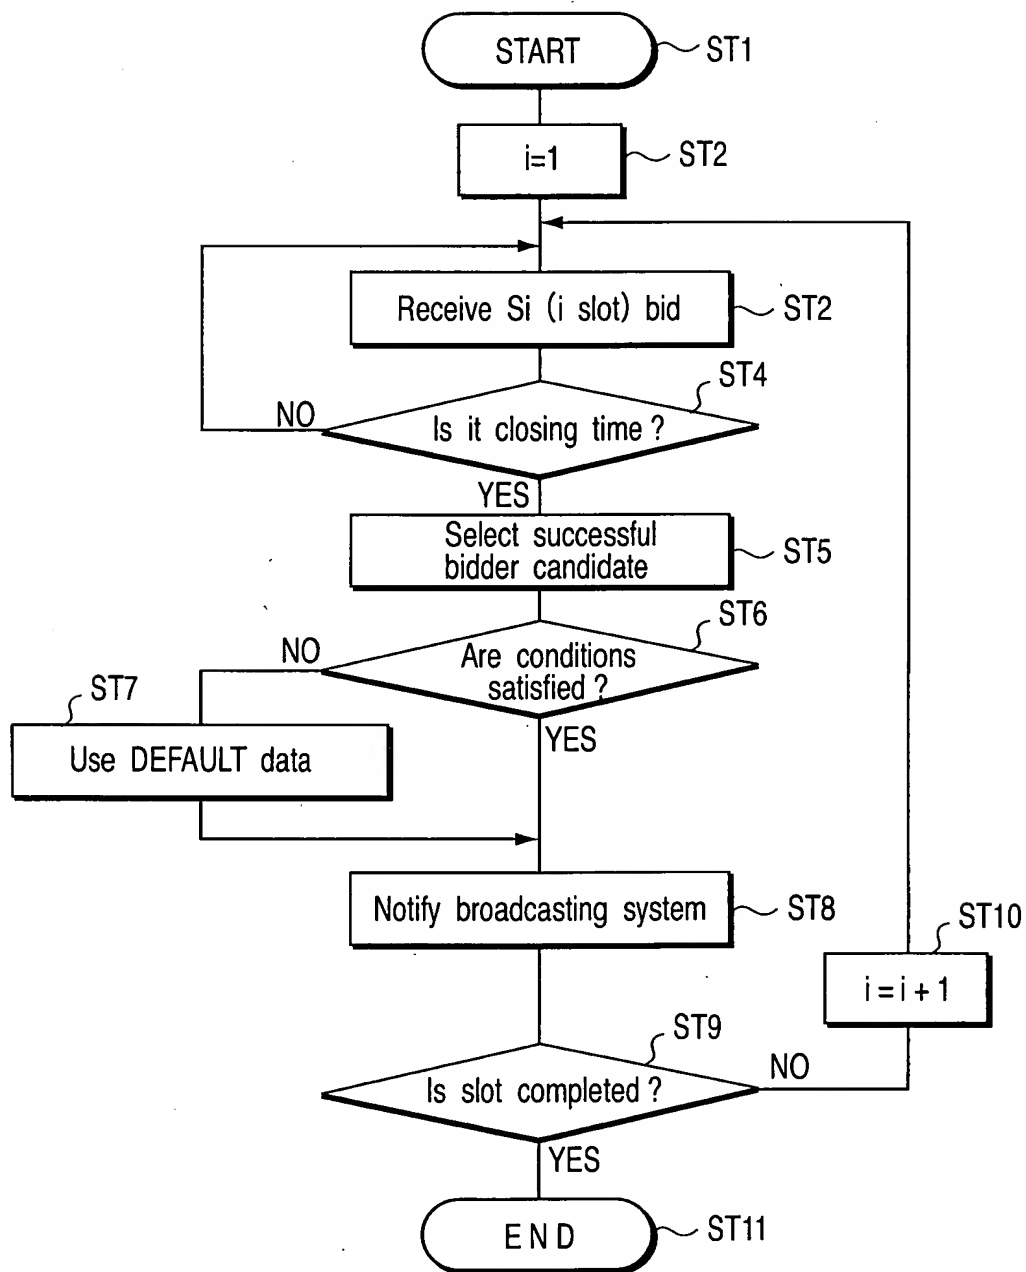 START
ST1
i=1
ST2
Receive Si (i slot) bid
ST2
ST4
Is it closing time ?
NO
YES
Select successful
bidder candidate
ST5
ST6
NO
Are conditions
satisfied ?
ST7
YES
Use DEFAULT data
Notify broadcasting system
ST8
ST10
i = i + 1
ST9
Is slot completed ?
NO
YES
END
ST11